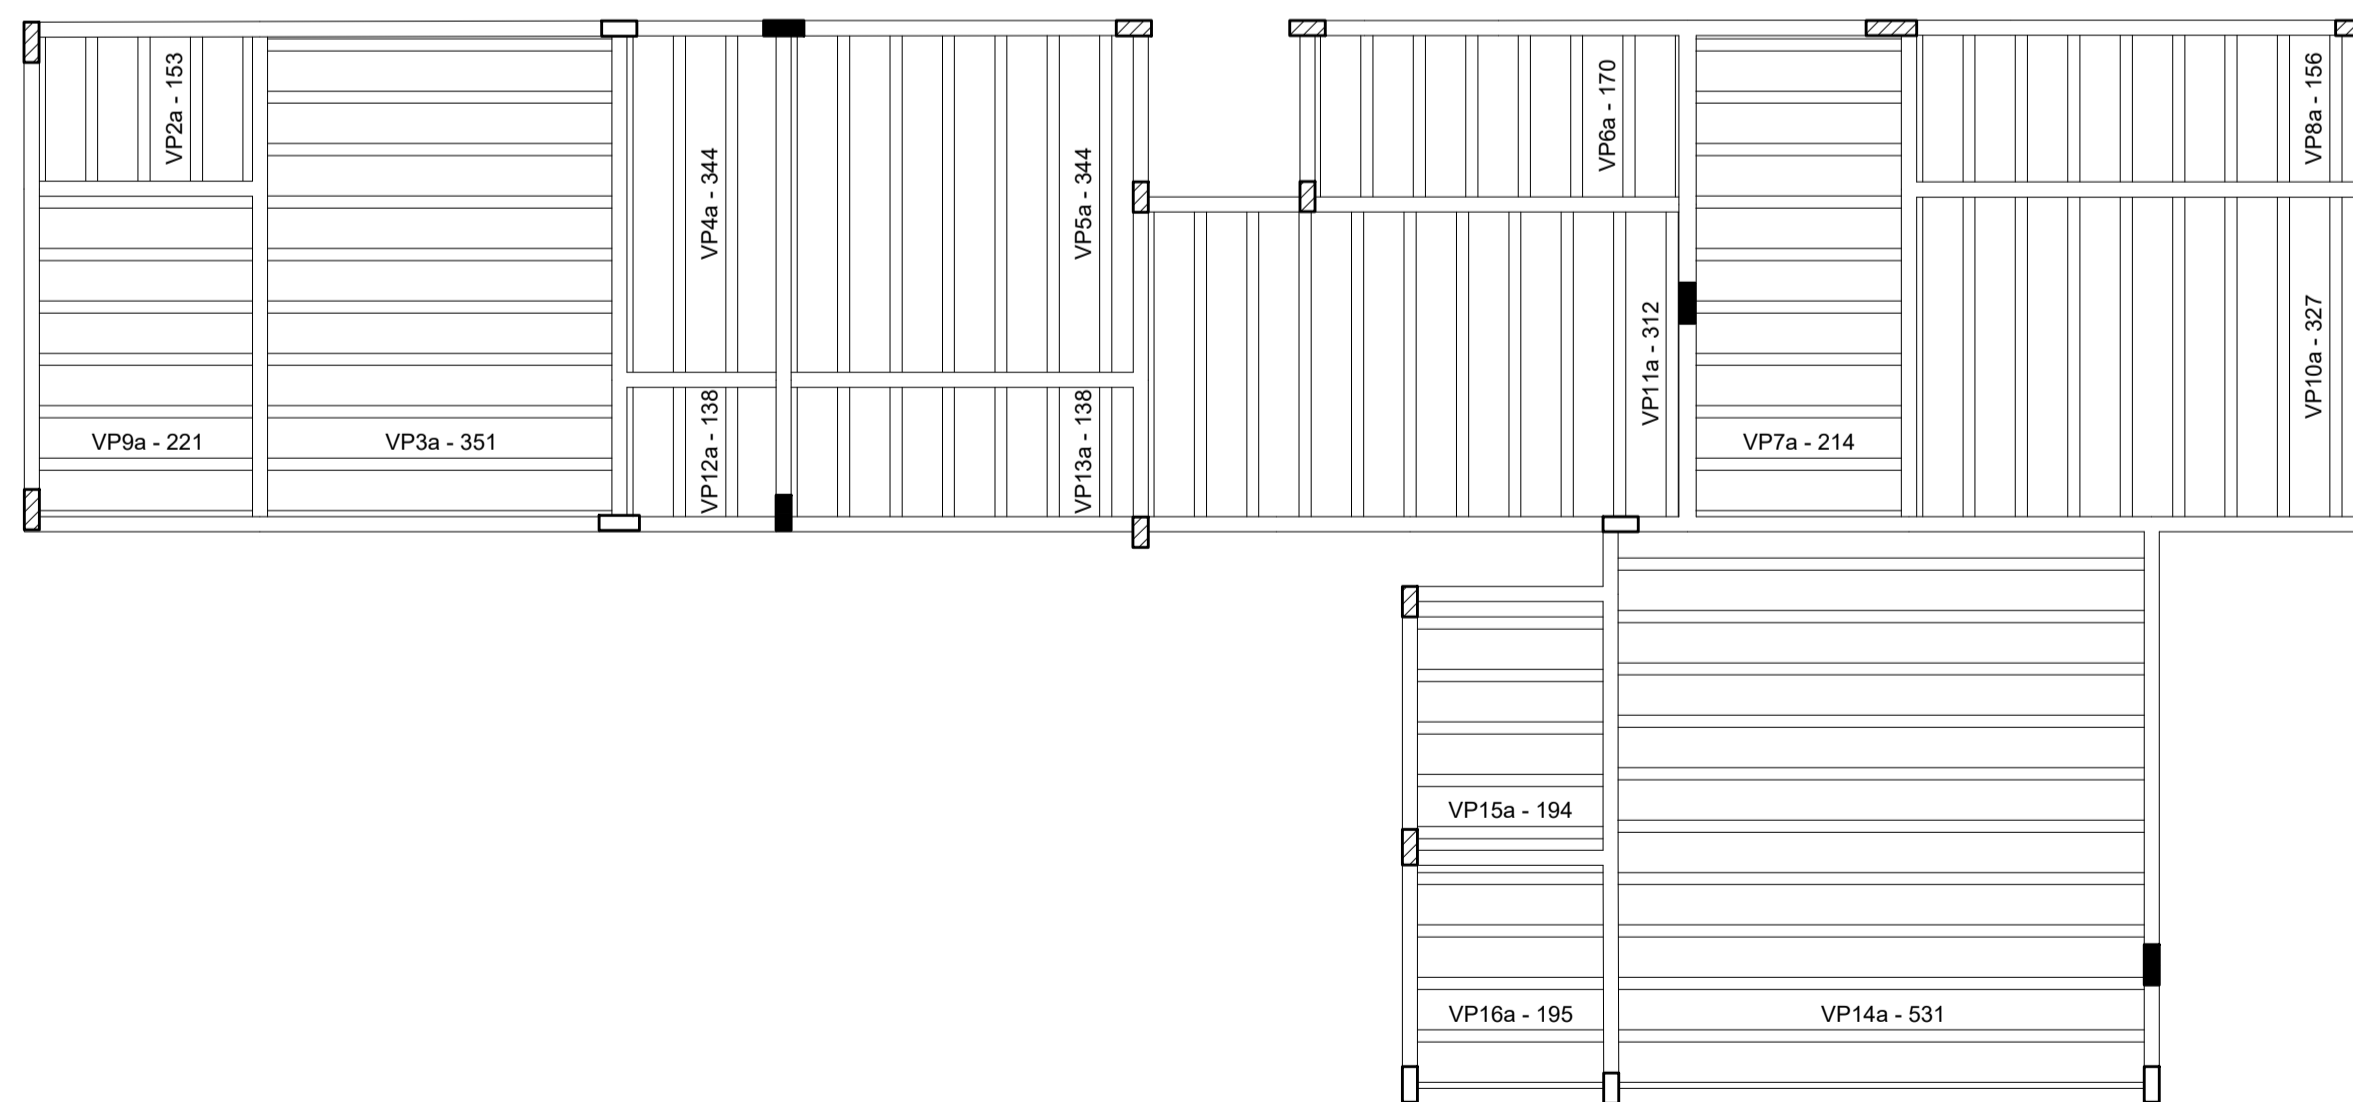 VP2a - 153
VP4a - 344
VP5a - 344
VP6a - 170
VP8a - 156
VP11a - 312
VP10a - 327
VP9a - 221
VP3a - 351
VP12a - 138
VP13a - 138
VP7a - 214
VP15a - 194
VP16a - 195
VP14a - 531